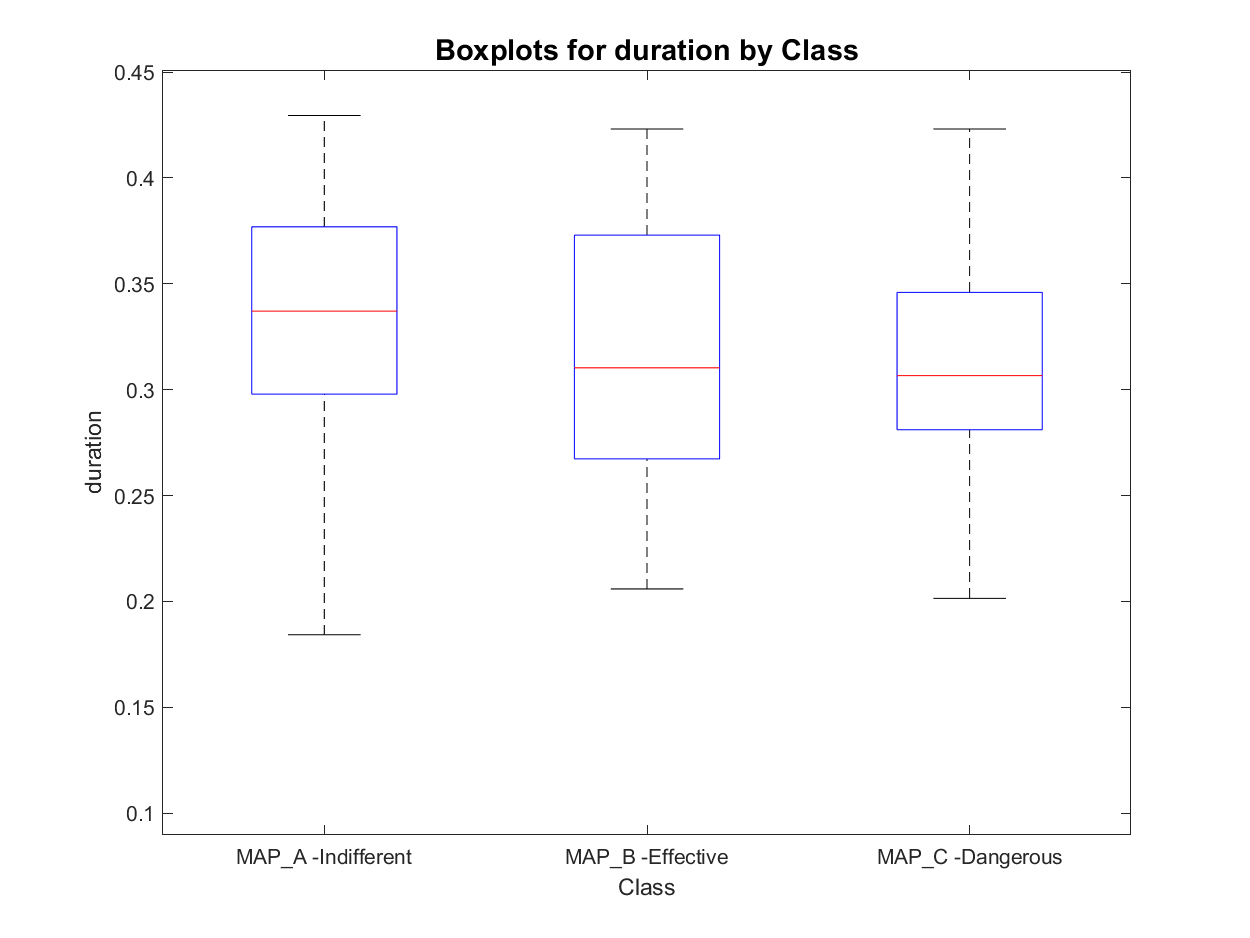 Boxplots for duration by Class
0.45
0.4
0.35
0.3
0.25
0.2
0.15
0.1
duration
MAP_A -Indifferent
MAP_B -Effective
MAP_C -Dangerous
Class